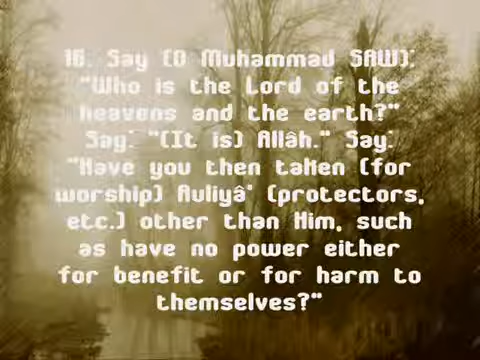 16. Say (O Muhammad SAW):
"Who is the Lord of the
heavens and the earth?"
Say: "(It is) Allâh." Say:
"Have you then taken (for
worship) Auliyâ' (protectors,
etc.) other than Him, such
as have no power either
for benefit or for harm to
themselves?"